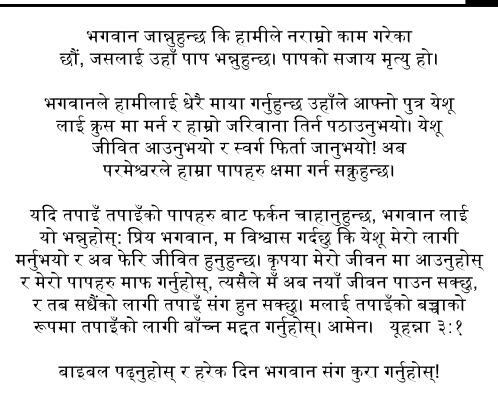 भगवान जान्नुहुन्छ कि हामीले नराम्रो काम गरेका
छौं, जसलाई उहाँ पाप भन्नुहुन्छ। पापको सजाय मृत्यु हो।
भगवानले हामीलाई धेरै माया गर्नुहुन्छ उहाँले आफ्नो पुत्र येशू
लाई क्रुस मा मर्न र हाम्रो जरिवाना तिर्न पठाउनुभयो। येशू
जीवित आउनुभयो र स्वर्ग फिर्ता जानुभयो! अब
परमेश्वरले हाम्रा पापहरु क्षमा गर्न सक्नुहुन्छ।
यदि तपाइँ तपाइँको पापहरु बाट फर्कन चाहानुहुन्छ, भगवान लाई
यो भन्नुहोस्: प्रिय भगवान, म विश्वास गर्दछु कि येशू मेरो लागी
मर्नुभयो र अब फेरि जीवित हुनुहुन्छ। कृपया मेरो जीवन मा आउनुहोस्
र मेरो पापहरु माफ गर्नुहोस्, त्यसैले मँ अब नयाँ जीवन पाउन सक्छु,
र तब सधैंको लागी तपाइँ संग हुन सक्छु। मलाई तपाइँको बच्चाको
रूपमा तपाइँको लागी बाँच्न मद्दत गर्नुहोस्। आमेन। यूहन्ना ३:१
बाइबल पढ्नुहोस् र हरेक दिन भगवान संग कुरा गर्नुहोस्!